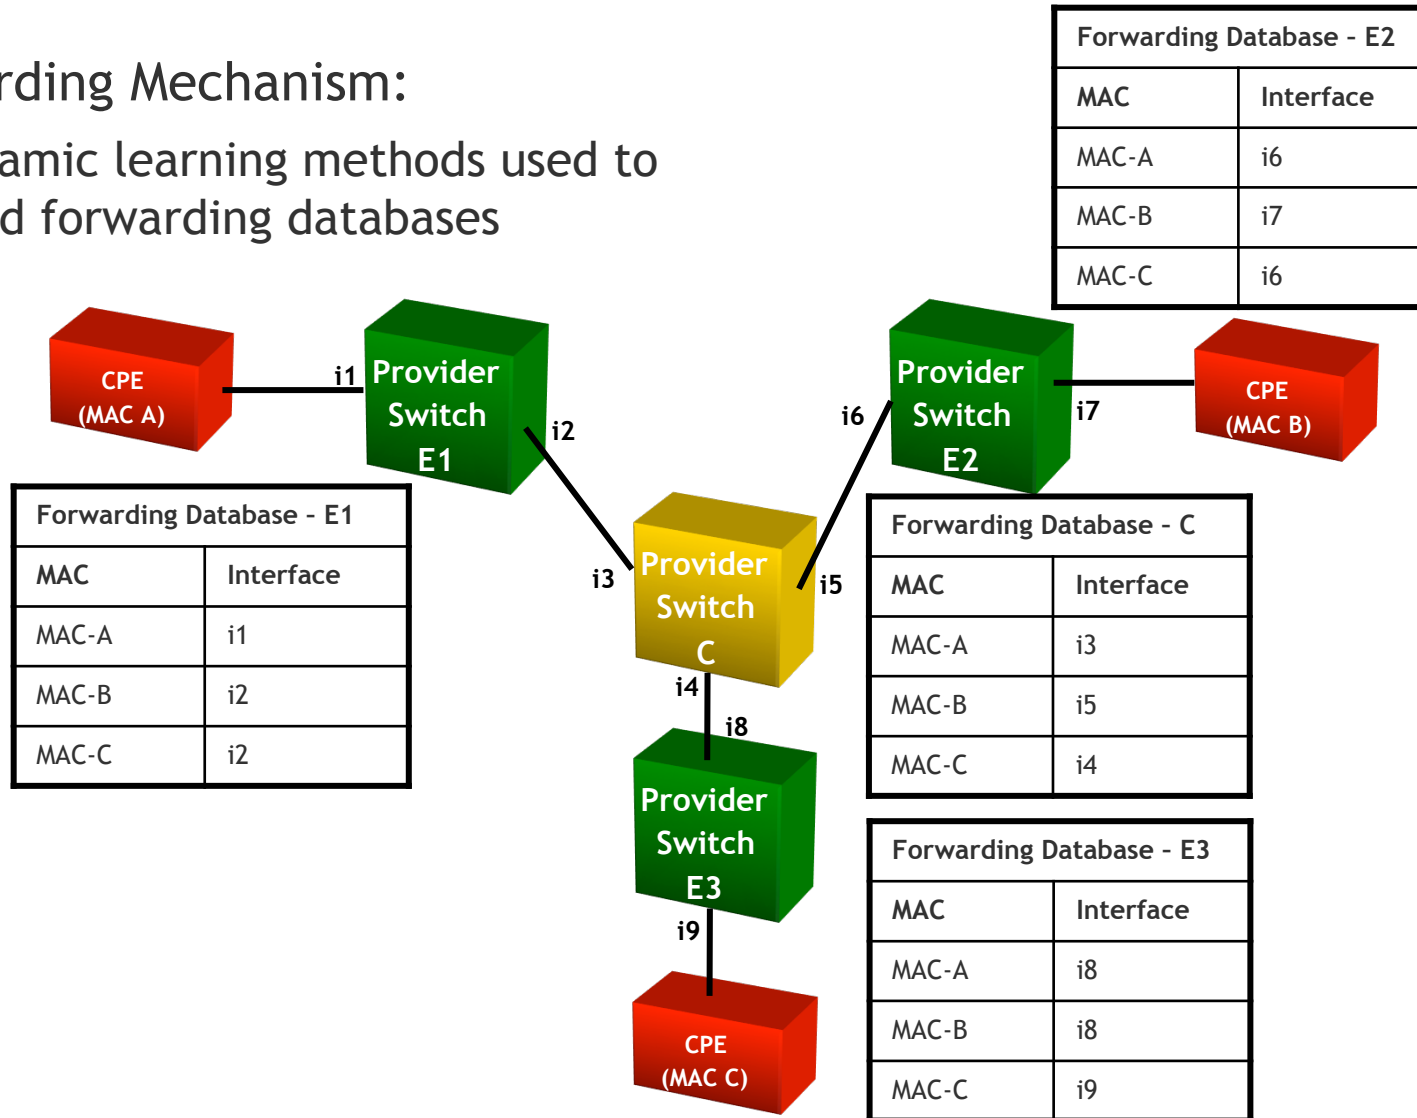 rding Mechanism:
amic learning methods used to
d forwarding databases
Forwarding Database – E2
MAC Interface
MAC-A i6
MAC-B i7
MAC-C i6
CPE
(MAC A)
i1
Provider
Switch
E1
i2
i6
Provider
Switch
E2
i7
CPE
(MAC B)
Forwarding Database – E1
MAC Interface
MAC-A i1
MAC-B i2
MAC-C i2
i3
Provider
Switch
C
i5
i4
i8
Forwarding Database – C
MAC Interface
MAC-A i3
MAC-B i5
MAC-C i4
Provider
Switch
E3
i9
CPE
(MAC C)
Forwarding Database – E3
MAC Interface
MAC-A i8
MAC-B i8
MAC-C i9